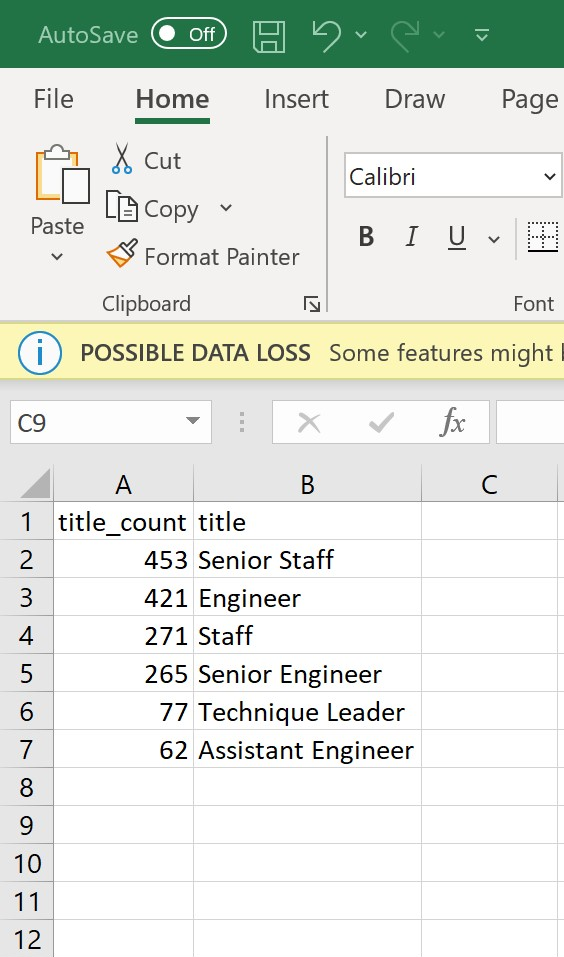 AutoSave Off
File Home Insert Draw Page
Cut
Calibri
Copy
Paste
B I U
Format Painter
Clipboard Font
i POSSIBLE DATA LOSS Some features might
C9 fx
A B C
1 title_count title
2 453 Senior Staff
3 421 Engineer
4 271 Staff
5 265 Senior Engineer
6 77 Technique Leader
7 62 Assistant Engineer
8
9
10
11
12